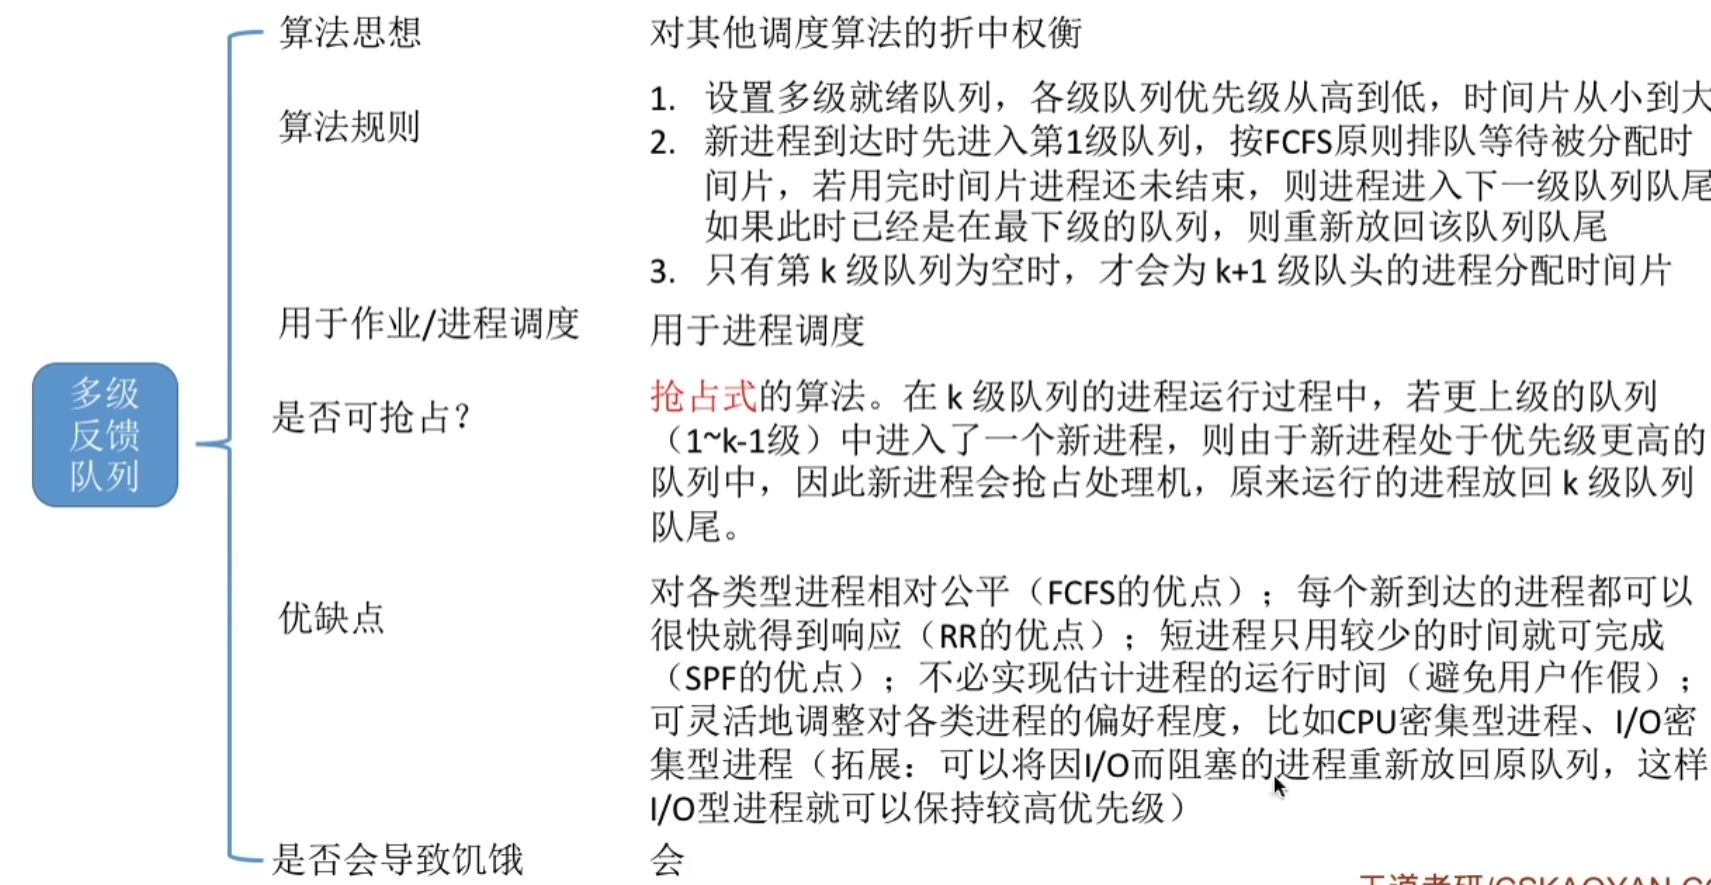 算法思想
对其他调度算法的折中权衡
算法规则
1. 设置多级就绪队列，各级队列优先级从高到低，时间片从小到大
2. 新进程到达时先进入第1级队列，按FCFS原则排队等待被分配时
间片，若用完时间片进程还未结束，则进程进入下一级队列队尾
如果此时已经是在最下级的队列，则重新放回该队列队尾
3. 只有第 k 级队列为空时，才会为 k+1 级队头的进程分配时间片
用于作业/进程调度
用于进程调度
多级
反馈
队列
是否可抢占？
抢占式的算法。在 k 级队列的进程运行过程中，若更上级的队列
（1~k-1级）中进入了一个新进程，则由于新进程处于优先级更高的
队列中，因此新进程会抢占处理机，原来运行的进程放回 k 级队列
队尾。
优缺点
对各类型进程相对公平（FCFS的优点）；每个新到达的进程都可以
很快就得到响应（RR的优点）；短进程只用较少的时间就可完成
（SPF的优点）；不必实现估计进程的运行时间（避免用户作假）；
可灵活地调整对各类进程的偏好程度，比如CPU密集型进程、I/O密
集型进程（拓展：可以将因I/O而阻塞的进程重新放回原队列，这样
I/O型进程就可以保持较高优先级）
是否会导致饥饿
会